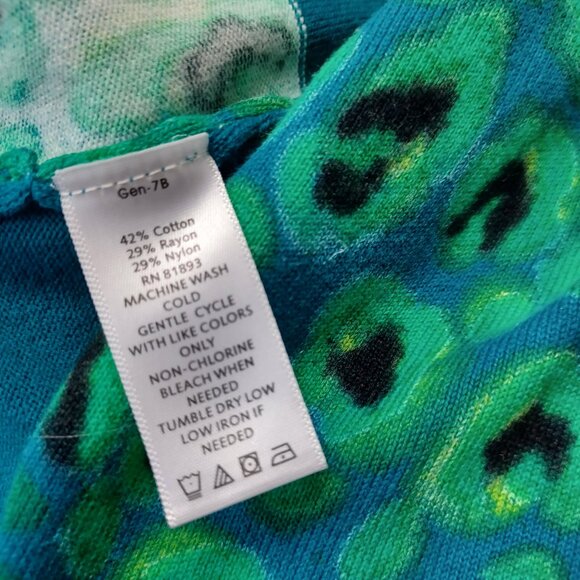 Gen-7B
42% Cotton
29% Rayon
29% Nylon
RN 81893
MACHINE WASH
COLD
GENTLE CYCLE
WITH LIKE COLORS
ONLY
NON-CHLORINE
BLEACH WHEN
NEEDED
TUMBLE DRY LOW
LOW IRON IF
NEEDED